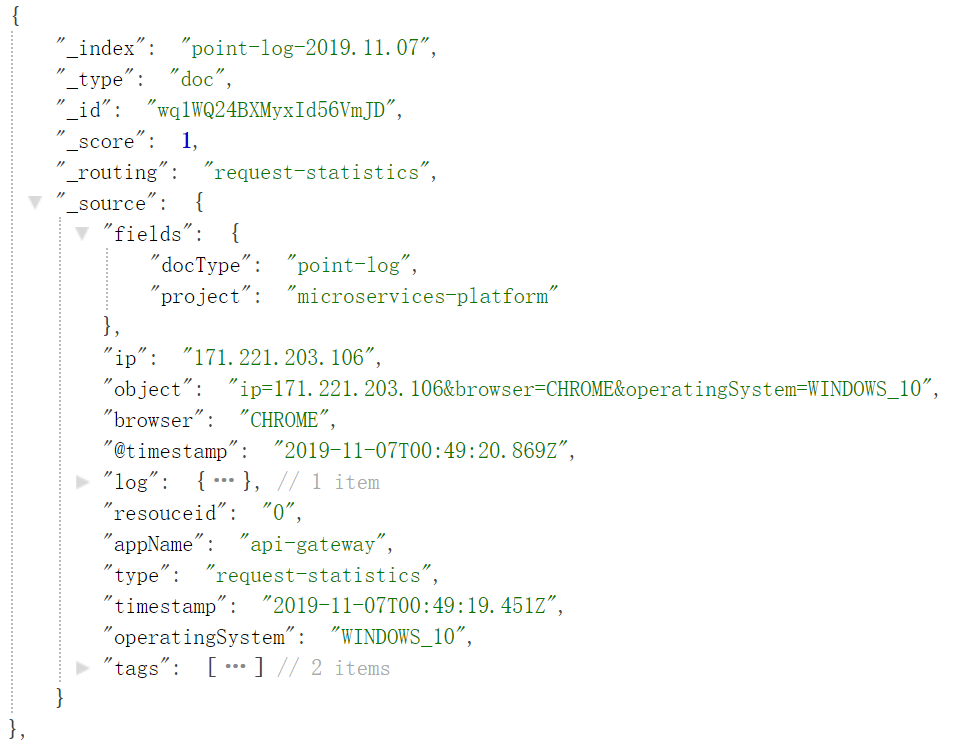 {
"_index": "point-log-2019.11.07",
"_type": "doc",
"_id": "wq1WQ24BXMyxId56VmJD",
"_score": 1,
"_routing": "request-statistics",
"_source": {
"fields": {
"docType": "point-log",
"project": "microservices-platform"
},
"ip": "171.221.203.106",
"object": "ip=171.221.203.106&browser=CHROME&operatingSystem=WINDOWS_10",
"browser": "CHROME",
"@timestamp": "2019-11-07T00:49:20.869Z",
"log": {…}, // 1 item
"resouceid": "0",
"appName": "api-gateway",
"type": "request-statistics",
"timestamp": "2019-11-07T00:49:19.451Z",
"operatingSystem": "WINDOWS_10",
"tags": […] // 2 items
}
},